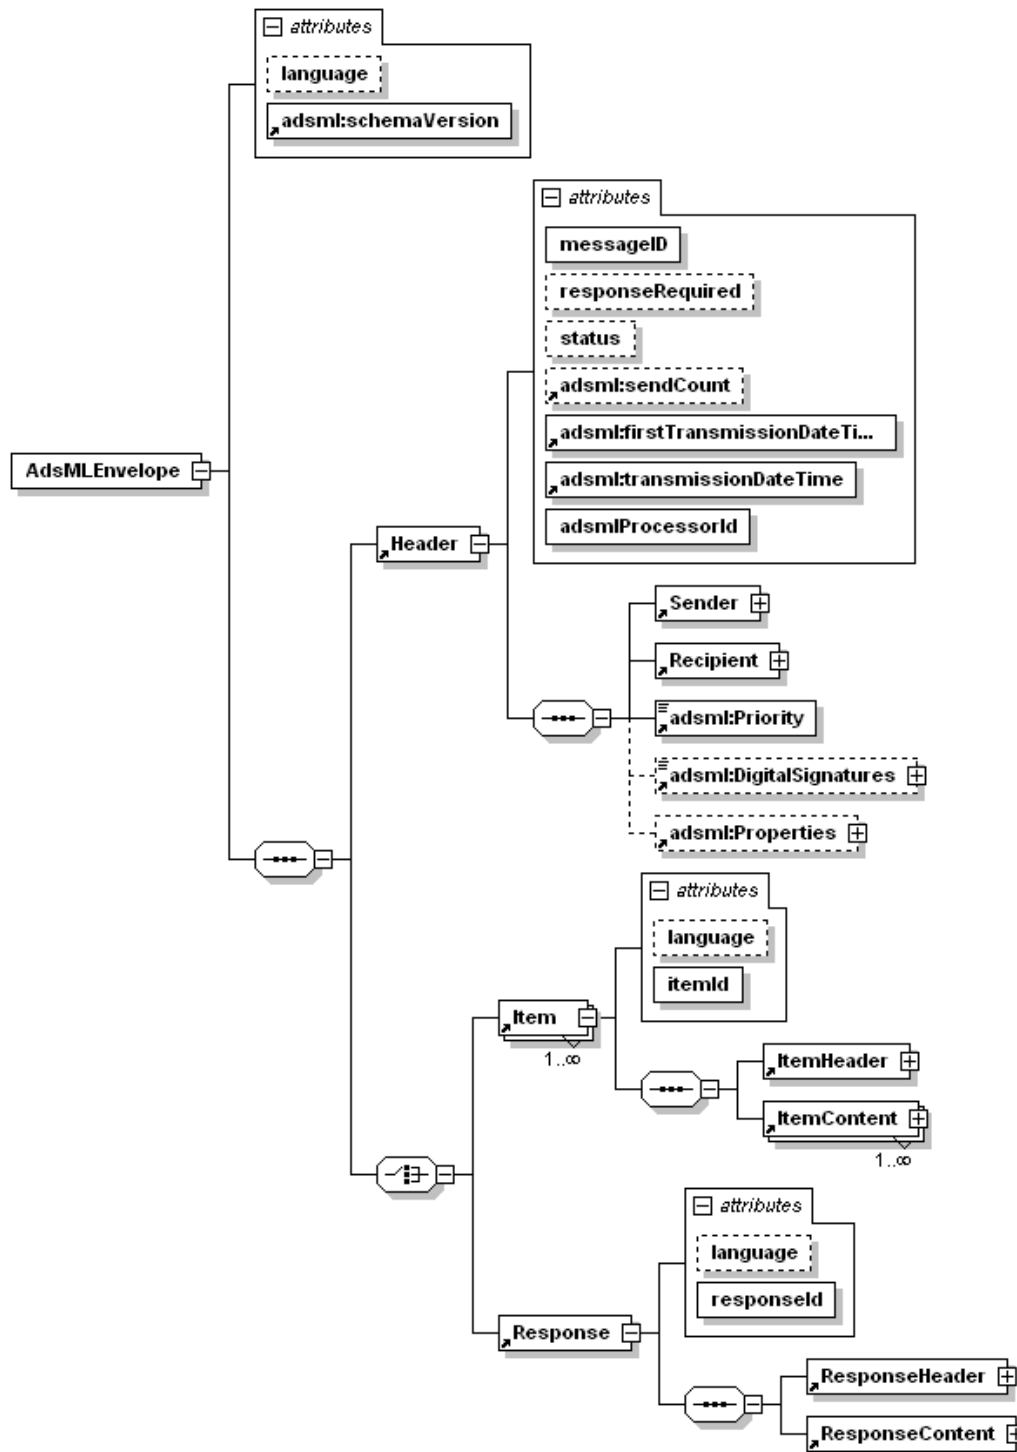 attributes
language
adsml:schemaVersion
attributes
messageID
responseRequired
status
adsml:sendCount
adsml:firstTransmissionDateTi...
adsml:transmissionDateTime
adsmlProcessorId
AdsMLEnvelope
Header
Sender
Recipient
adsml:Priority
adsml:DigitalSignatures
adsml:Properties
attributes
language
itemId
Item
1..∞
ItemHeader
ItemContent
1..∞
attributes
language
responseId
Response
ResponseHeader
ResponseContent